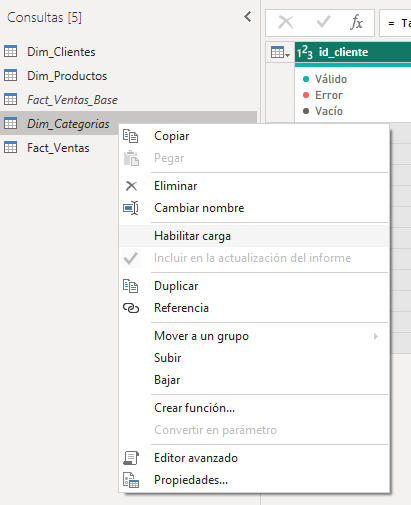 Consultas [5]
fx
= Ta
Dim_Clientes
Dim_Productos
Fact_Ventas_Base
Dim_Categorias
Fact_Ventas
1²3 id_cliente
Válido
Error
Vacío
Copiar
Pegar
Eliminar
Cambiar nombre
Habilitar carga
Incluir en la actualización del informe
Duplicar
Referencia
Mover a un grupo
Subir
Bajar
Crear función...
Convertir en parámetro
Editor avanzado
Propiedades...